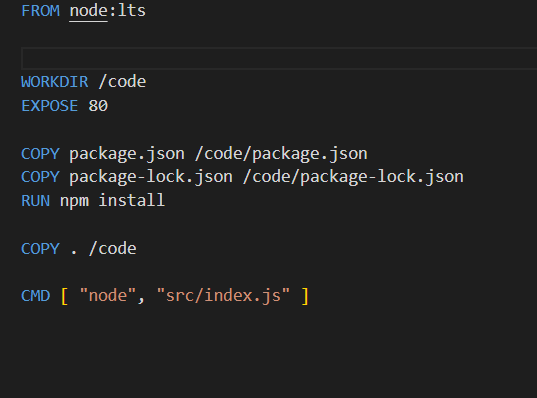 FROM node:lts
WORKDIR /code
EXPOSE 80
COPY package.json /code/package.json
COPY package-lock.json /code/package-lock.json
RUN npm install
COPY . /code
CMD [ "node", "src/index.js" ]